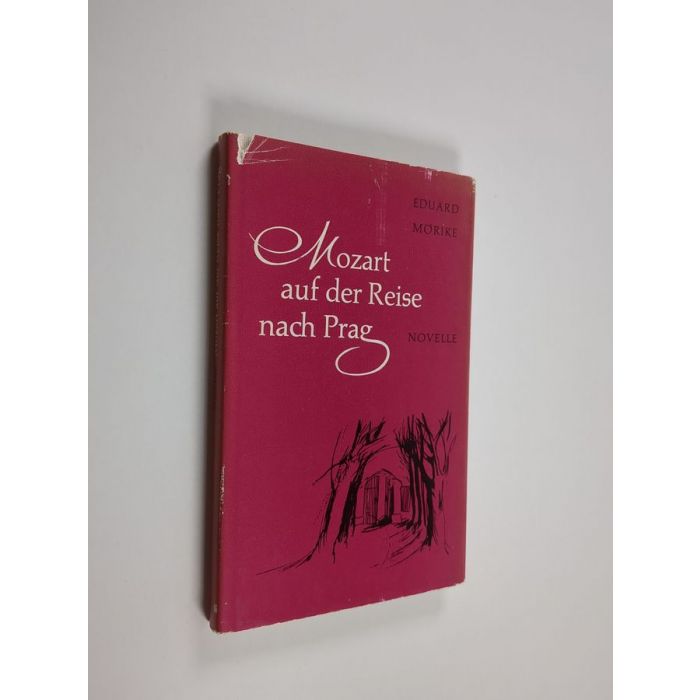 EDUARD
MÖRIKE
Mozart
auf der Reise
nach Prag
NOVELLE